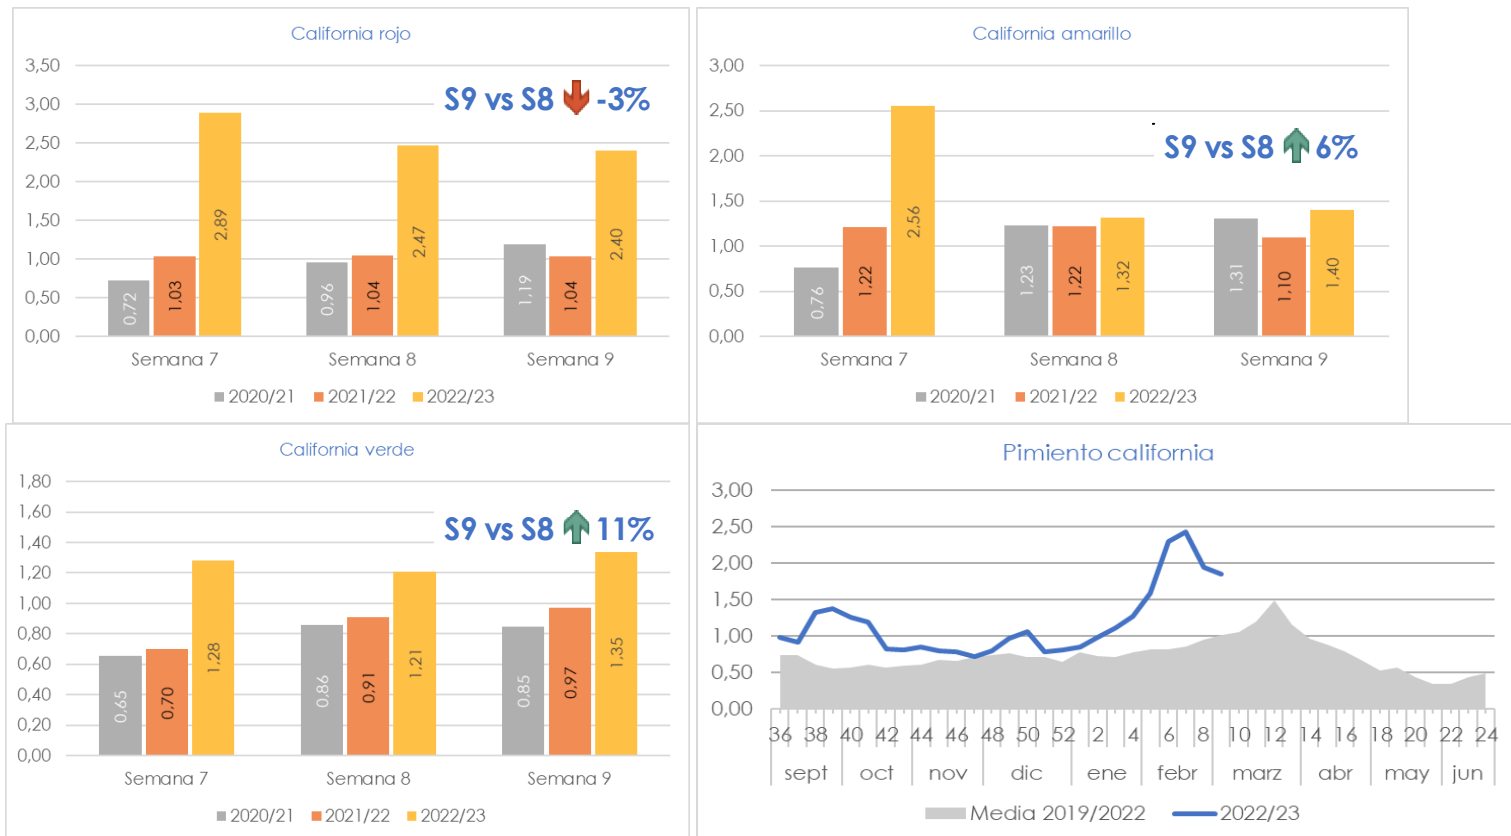 California rojo
3,50
3,00
2,50
2,00
1,50
1,00
0,50
0,00
S9 vs S8 -3%
0,72 1,03 2,89 0,96 1,04 2,47 1,19 1,04 2,40
Semana 7 Semana 8 Semana 9
2020/21 2021/22 2022/23
California amarillo
3,00
2,50
2,00
1,50
1,00
0,50
0,00
S9 vs S8 6%
0,76 1,22 2,56 1,23 1,22 1,32 1,31 1,10 1,40
Semana 7 Semana 8 Semana 9
2020/21 2021/22 2022/23
California verde
1,80
1,60
1,40
1,20
1,00
0,80
0,60
0,40
0,20
0,00
S9 vs S8 11%
0,65 0,70 1,28 0,86 0,91 1,21 0,85 0,97 1,35
Semana 7 Semana 8 Semana 9
2020/21 2021/22 2022/23
Pimiento california
3,00
2,50
2,00
1,50
1,00
0,50
0,00
36 38 40 42 44 46 48 50 52 2 4 6 8 10 12 14 16 18 20 22 24
sept oct nov dic ene febr marz abr may jun
Media 2019/2022 2022/23